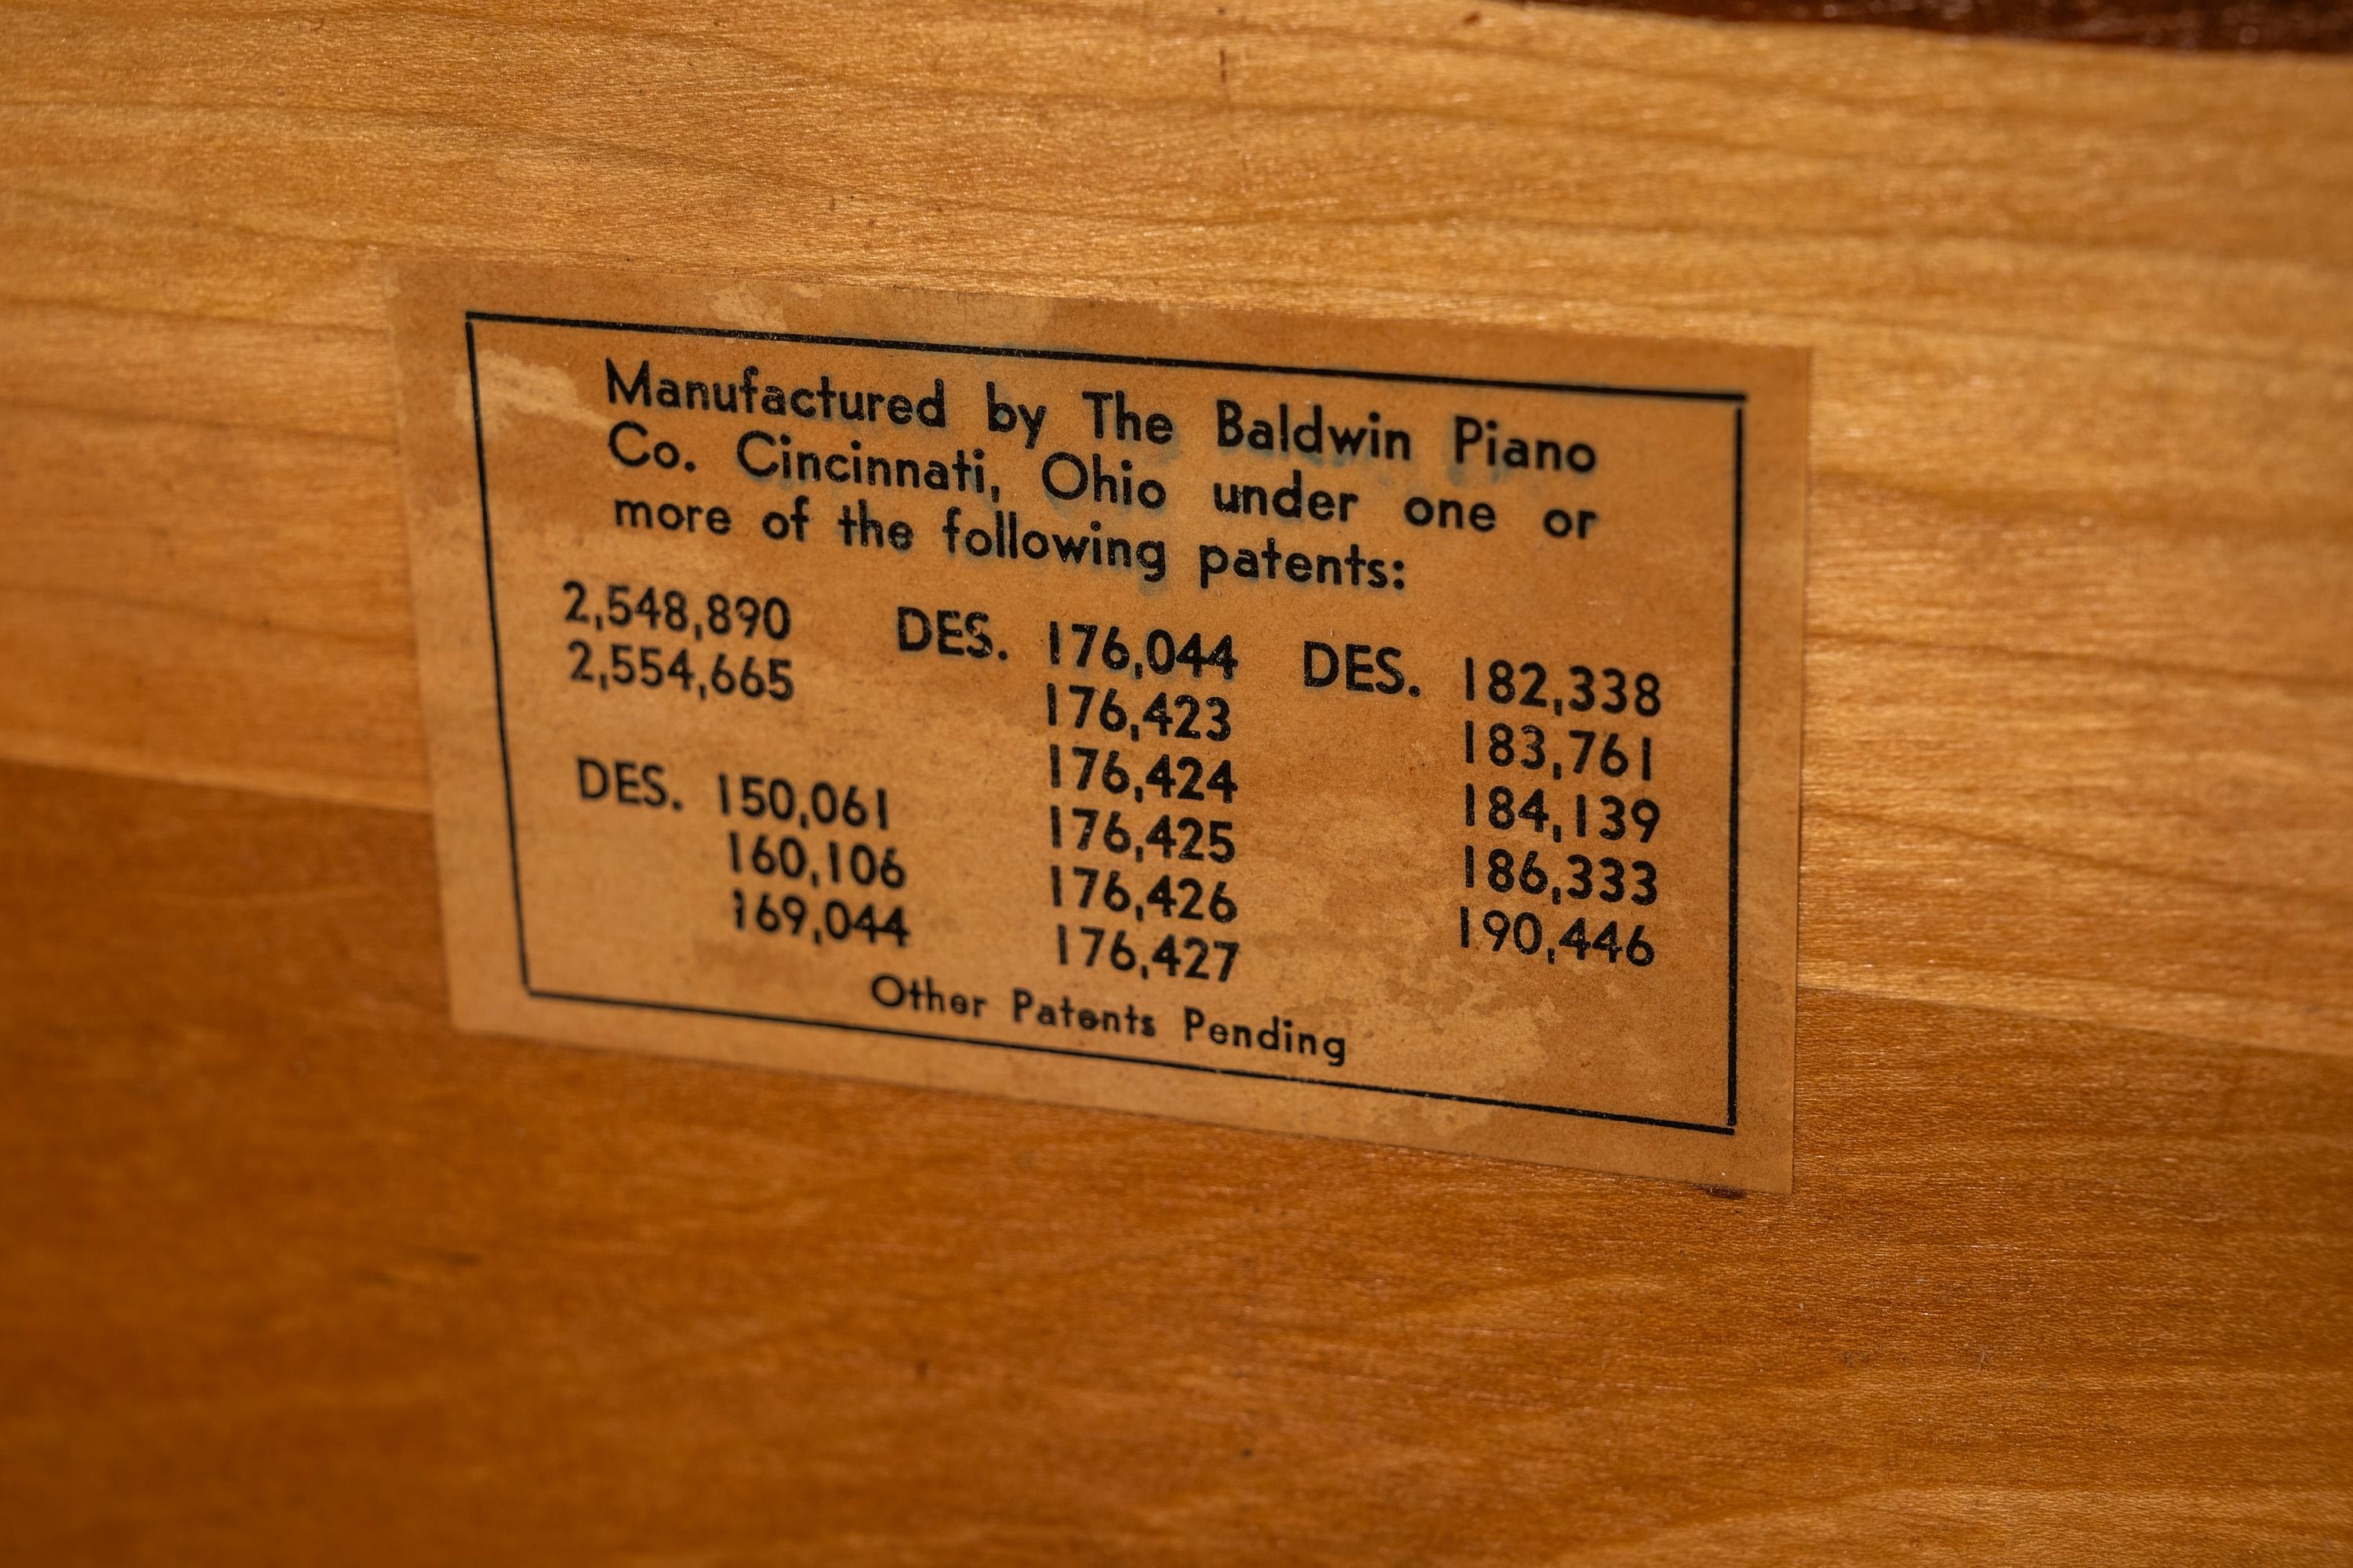 Manufactured by The Baldwin Piano
Co. Cincinnati, Ohio under one or
more of the following patents:
2,548,890 DES. 176,044 DES. 182,338
2,554,665 176,423 183,761
176,424 184,139
DES. 150,061 176,425 186,333
160,106 176,426 190,446
169,044 176,427
Other Patents Pending